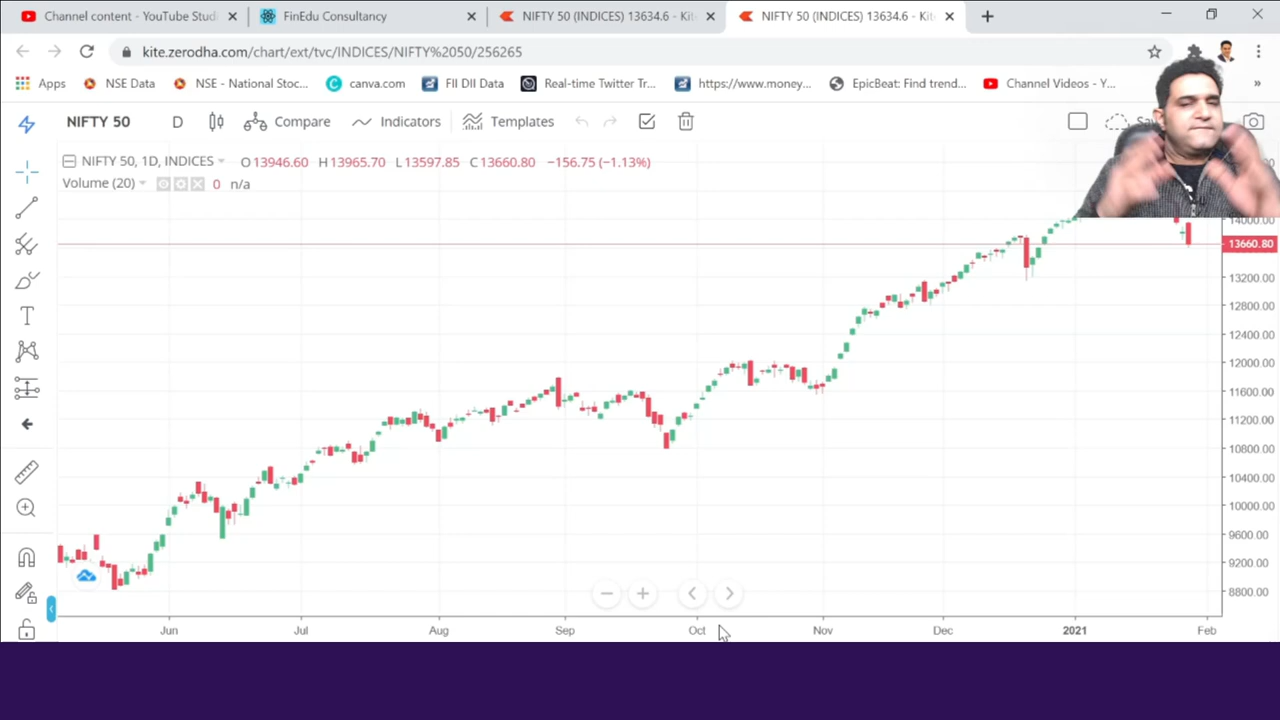 Channel content - YouTube Stud
FinEdu Consultancy
NIFTY 50 (INDICES) 13634.6 - Kit
NIFTY 50 (INDICES) 13634.6 - Kit
kite.zerodha.com/chart/ext/tvc/INDICES/NIFTY%2050/256265
Apps
NSE Data
NSE - National Stoc...
canva.com
FII DII Data
Real-time Twitter Tr...
https://www.money...
EpicBeat: Find trend...
Channel Videos - Y...
»
NIFTY 50
D
Compare
Indicators
Templates
NIFTY 50, 1D, INDICES
O13946.60 H13965.70 L13597.85 C13660.80 −156.75 (−1.13%)
Volume (20)
0 n/a
14000.00
13660.80
13200.00
12800.00
12400.00
12000.00
11600.00
11200.00
10800.00
10400.00
10000.00
9600.00
9200.00
8800.00
Jun
Jul
Aug
Sep
Oct
Nov
Dec
2021
Feb